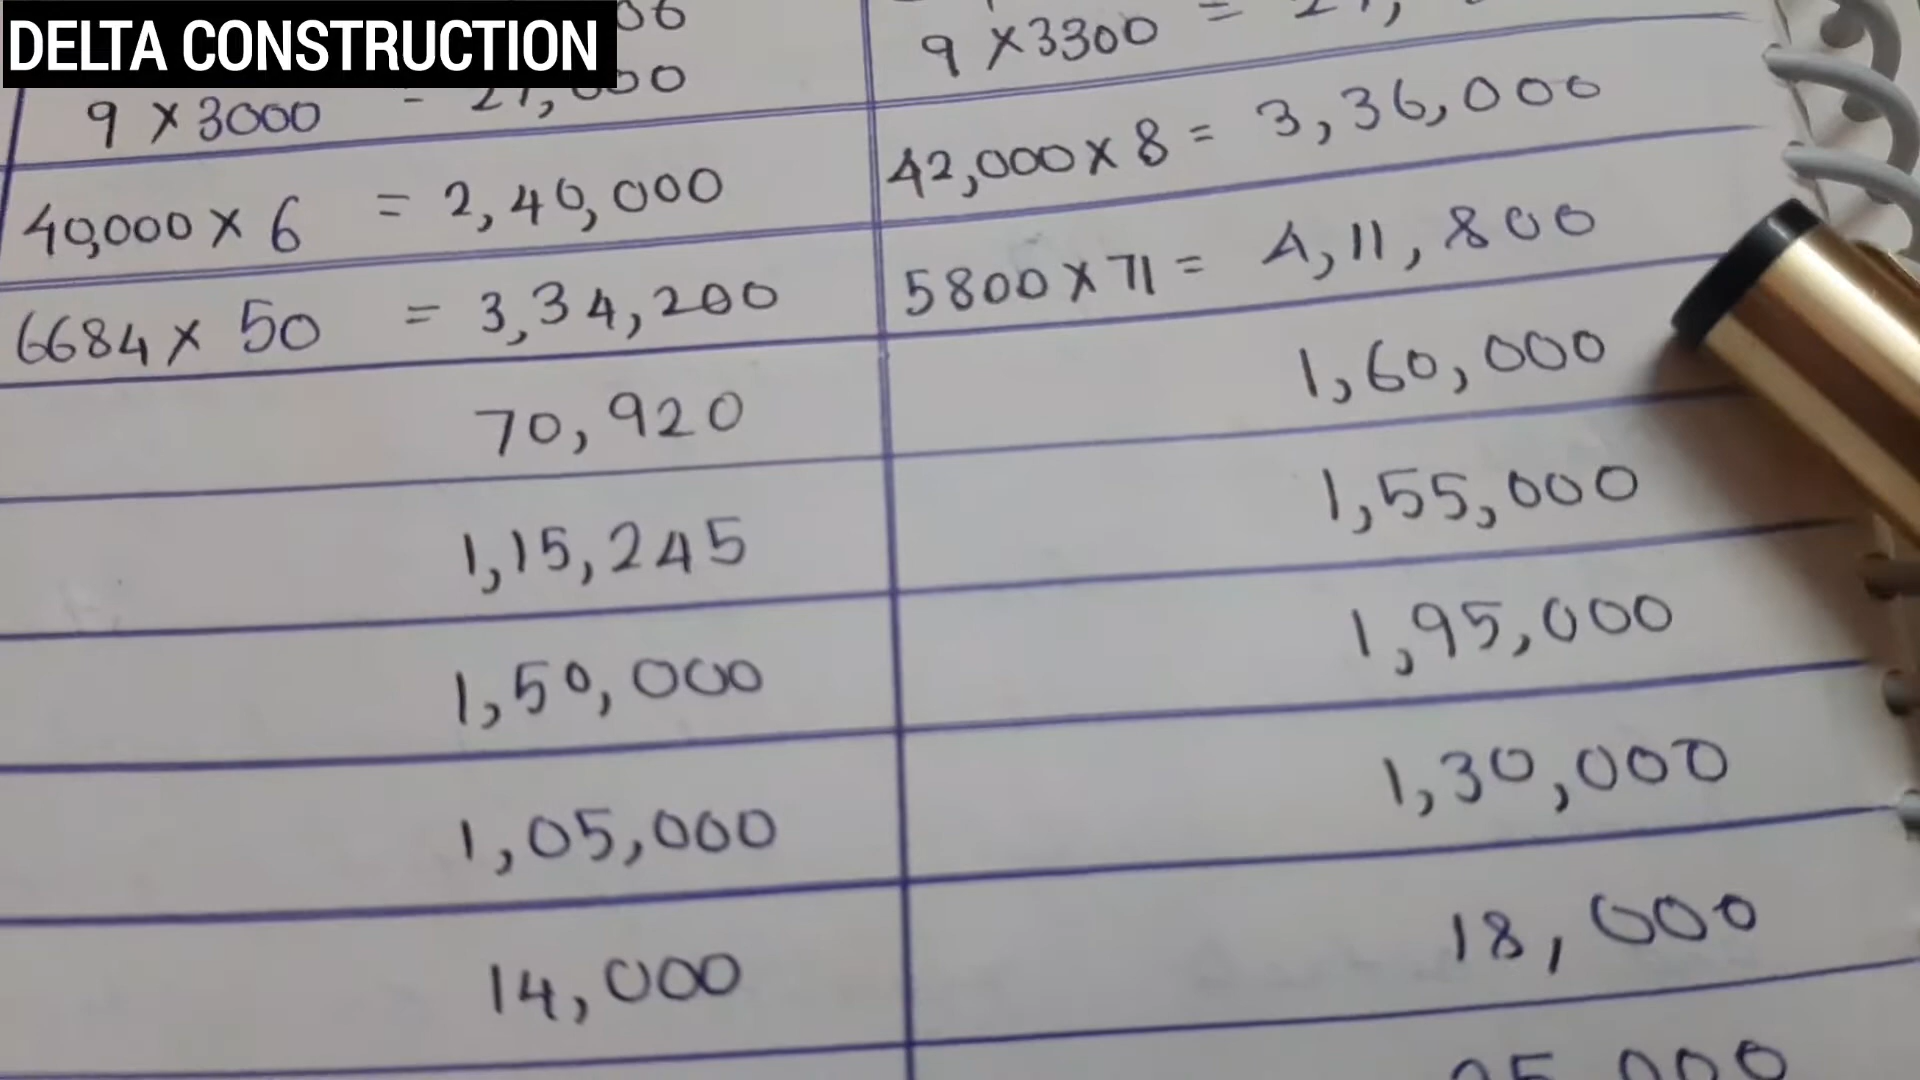 DELTA CONSTRUCTION
9 x 3300 =
9 x 3000 = 27,000
42,000 x 8 = 3,36,000
40,000 x 6 = 2,40,000
5800 x 71 = 4,11,800
6684 x 50 = 3,34,200
1,60,000
70,920
1,55,000
1,15,245
1,95,000
1,50,000
1,30,000
1,05,000
18,000
14,000